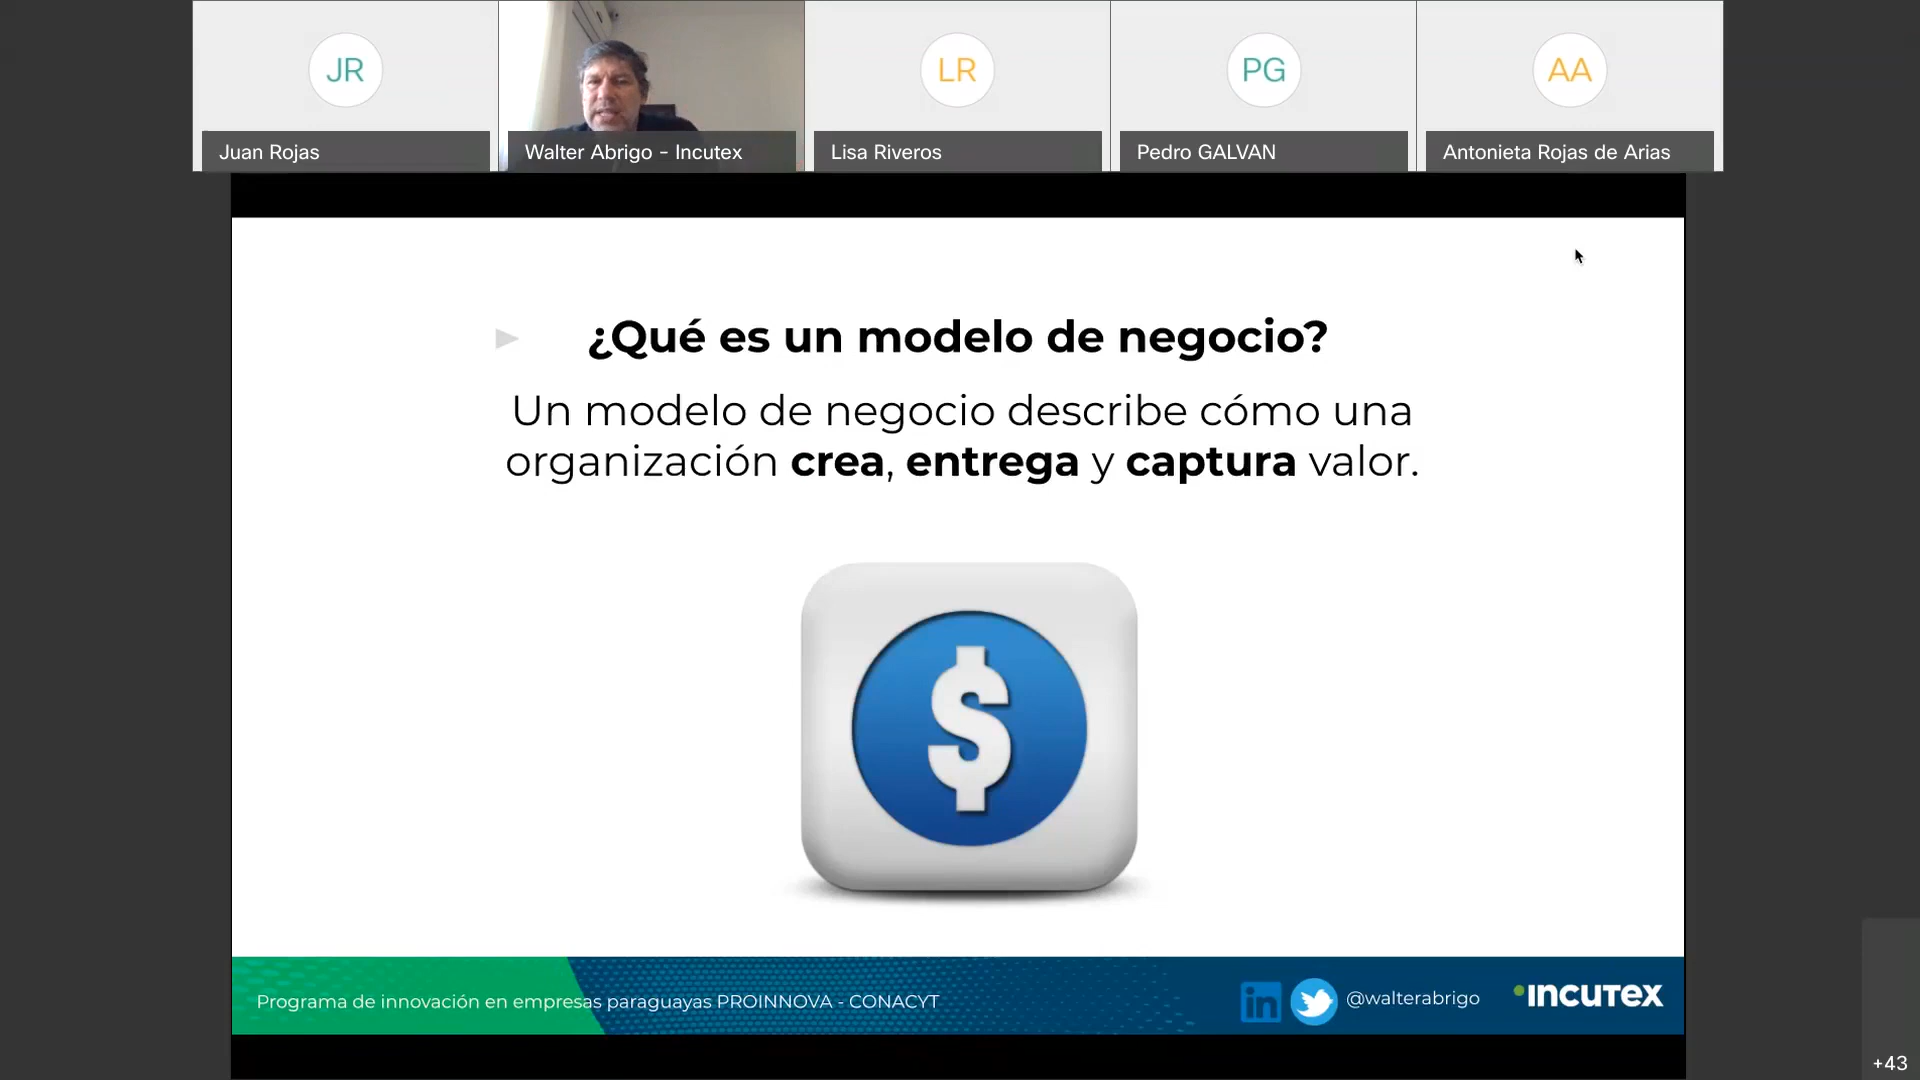 JR
LR
PG
AA
Juan Rojas
Walter Abrigo - Incutex
Lisa Riveros
Pedro GALVAN
Antonieta Rojas de Arias
¿Qué es un modelo de negocio?
Un modelo de negocio describe cómo una
organización crea, entrega y captura valor.
$
Programa de innovación en empresas paraguayas PROINNOVA - CONACYT
in
@walterabrigo
INCUTEX
+43